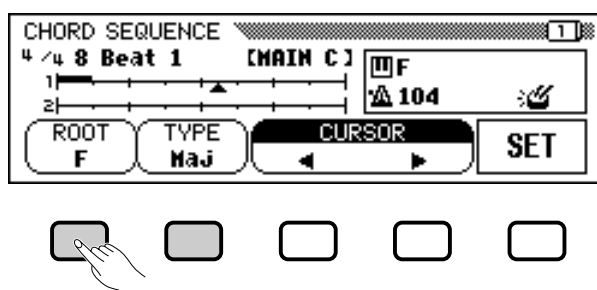 CHORD SEQUENCE 1
4/4 8 Beat 1 [MAIN C]
F
1
104
2
ROOT TYPE CURSOR SET
F Maj